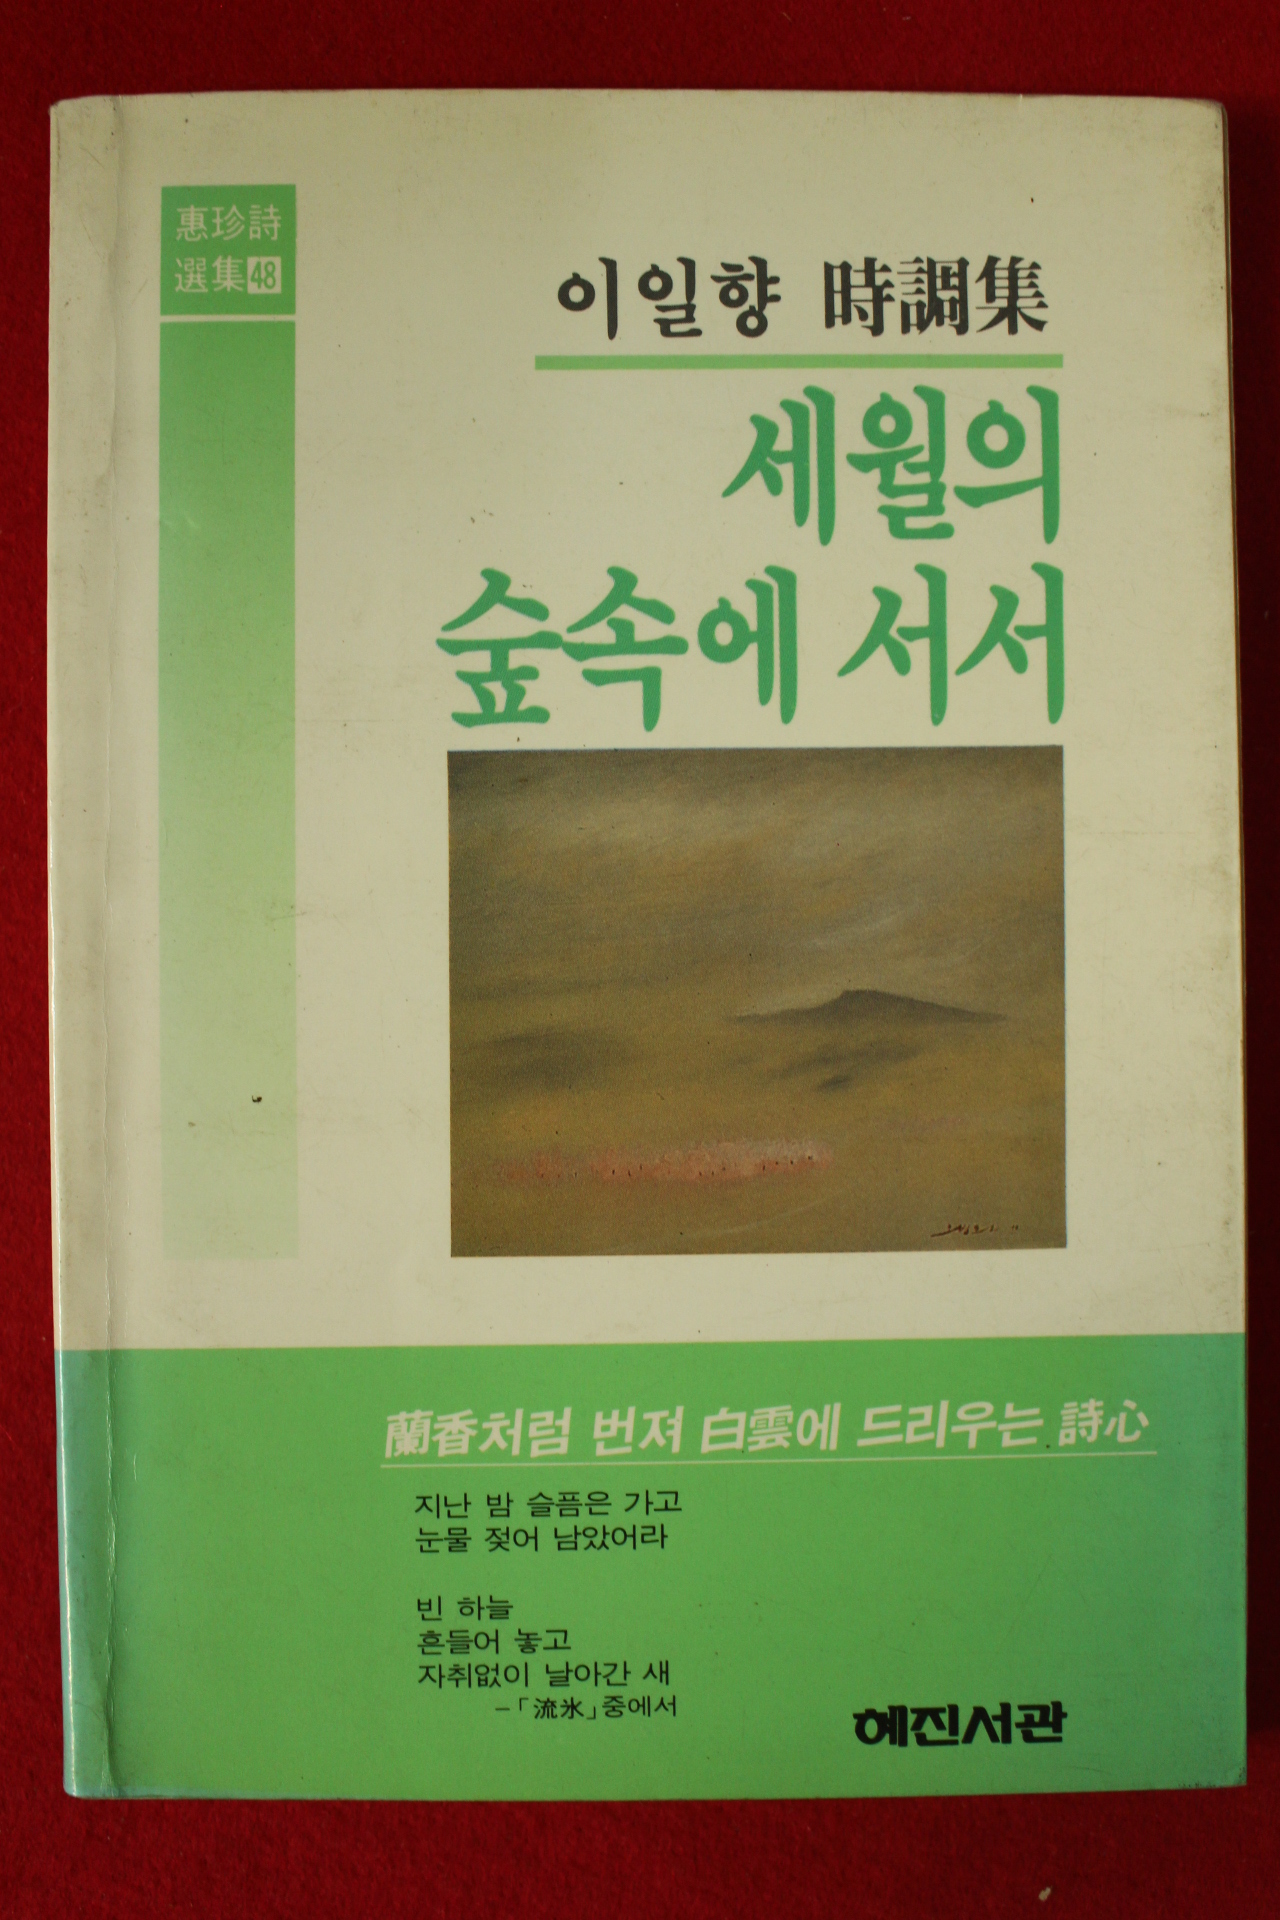 惠珍詩
選集48
이일향 時調集
세월의
숲속에 서서
蘭香처럼 번져 白雲에 드리우는 詩心
지난 밤 슬픔은 가고
눈물 젖어 남았어라
빈 하늘
흔들어 놓고
자취없이 날아간 새
–「流氷」중에서
혜진서관